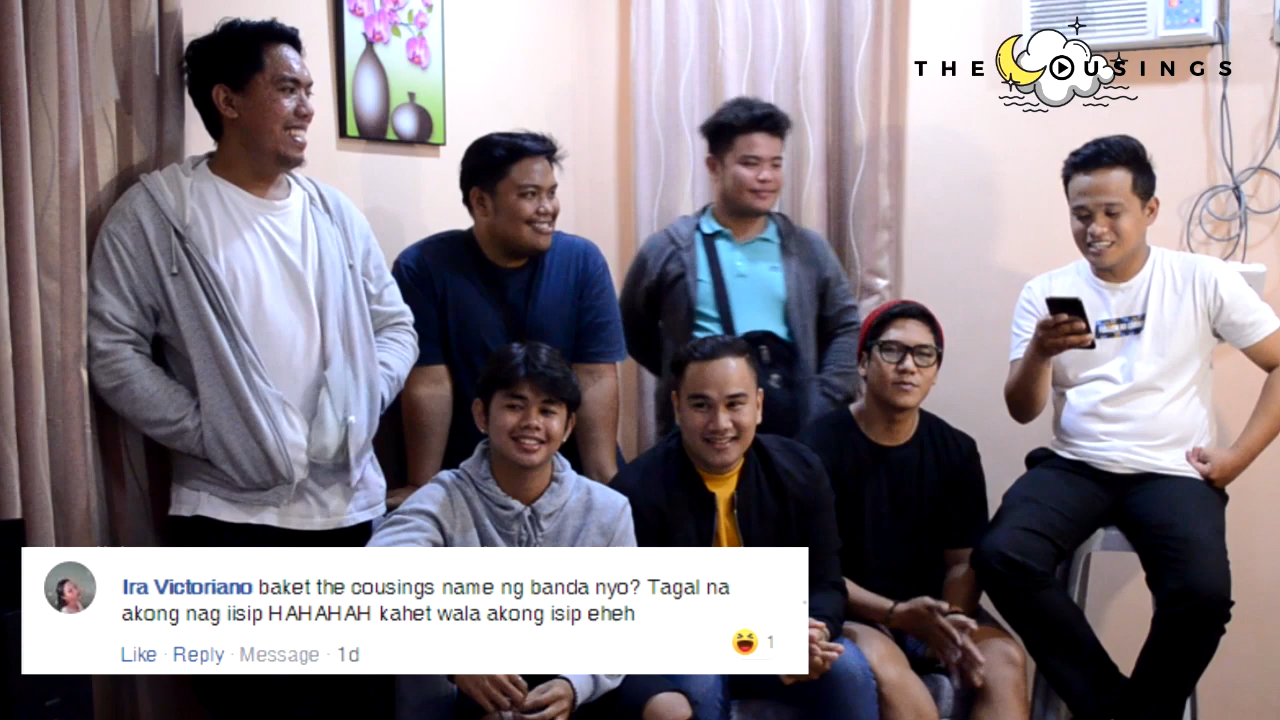 THE COUSINGS
Ira Victoriano baket the cousings name ng banda nyo? Tagal na
akong nag iisip HAHAHAH kahet wala akong isip eheh
Like · Reply · Message · 1d
1